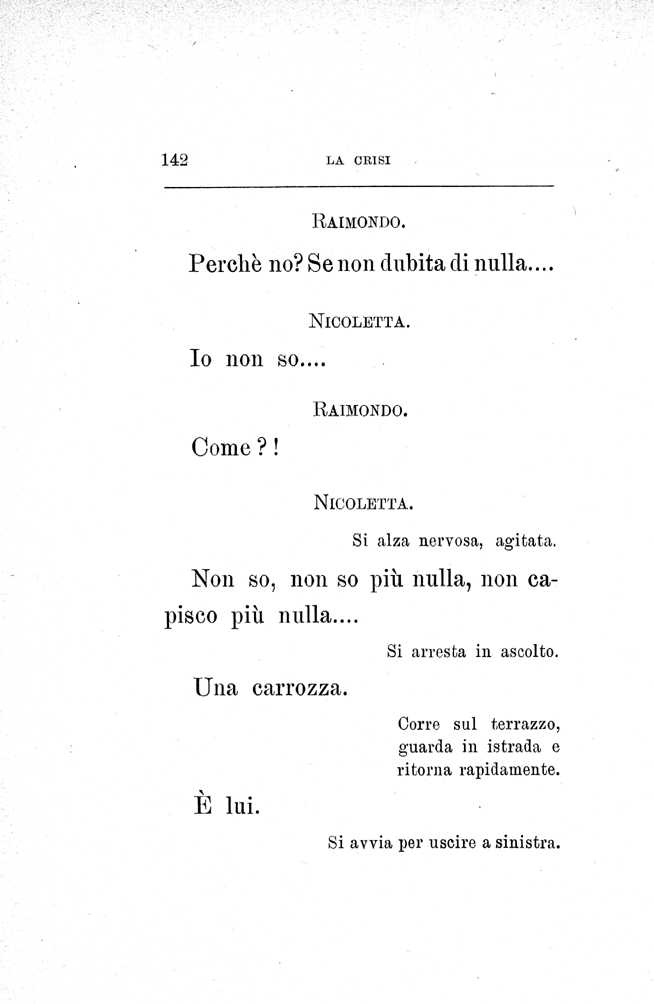 142 LA CRISI
RAIMONDO.
Perchè no? Se non dubita di nulla....
NICOLETTA.
Io non so....
RAIMONDO.
Come?!
NICOLETTA.
Si alza nervosa, agitata.
Non so, non so più nulla, non ca-
pisco più nulla....
Si arresta in ascolto.
Una carrozza.
Corre sul terrazzo,
guarda in istrada e
ritorna rapidamente.
È lui.
Si avvia per uscire a sinistra.